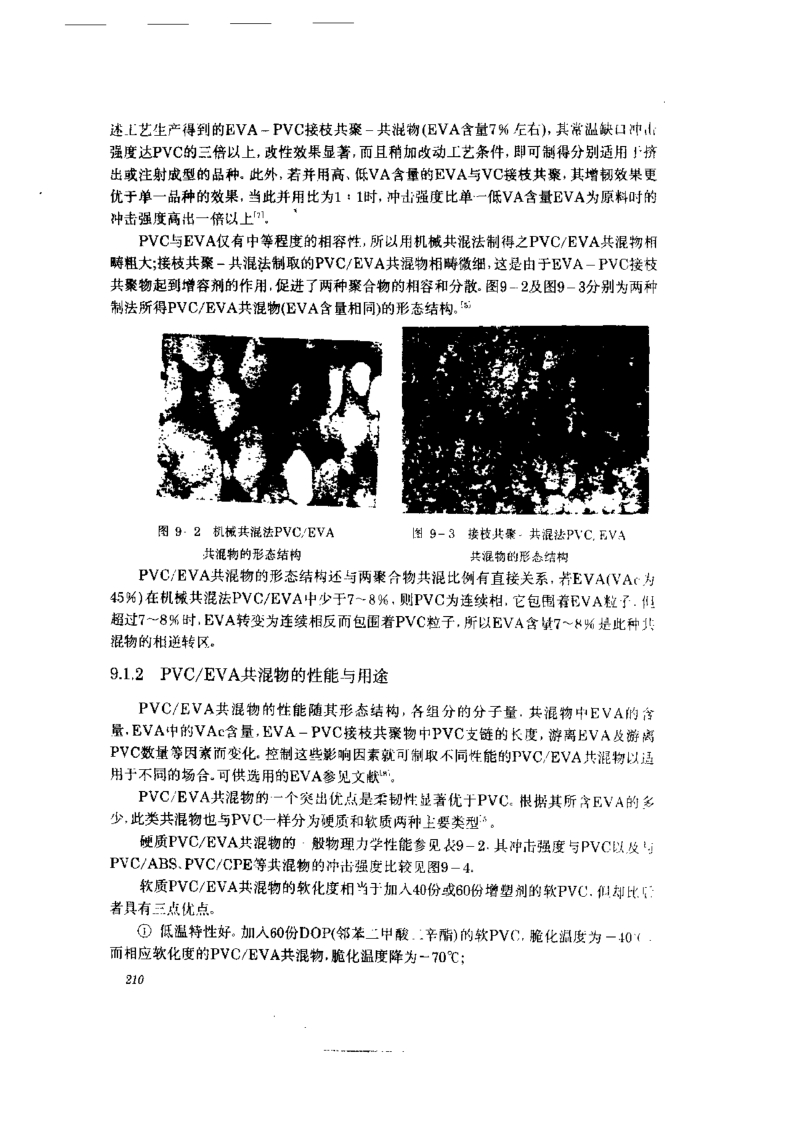 述工艺生产得到的EVA－PVC接枝共聚－共混物(EVA含量7%左右),其常温缺口冲击
强度达PVC的三倍以上,改性效果显著,而且稍加改动工艺条件,即可制得分别适用于挤
出或注射成型的品种。此外,若并用高、低VA含量的EVA与VC接枝共聚,其增韧效果更
优于单一品种的效果,当此并用比为1：1时,冲击强度比单一低VA含量EVA为原料时的
冲击强度高出一倍以上[7]。
PVC与EVA仅有中等程度的相容性,所以用机械共混法制得之PVC/EVA共混物相
畴粗大;接枝共聚－共混法制取的PVC/EVA共混物相畴微细,这是由于EVA－PVC接枝
共聚物起到增容剂的作用,促进了两种聚合物的相容和分散。图9－2及图9－3分别为两种
制法所得PVC/EVA共混物(EVA含量相同)的形态结构。[5]
图 9-2 机械共混法PVC/EVA
共混物的形态结构
图 9－3 接枝共聚－共混法PVC/EVA
共混物的形态结构
PVC/EVA共混物的形态结构还与两聚合物共混比例有直接关系,若EVA(VAc为
45%)在机械共混法PVC/EVA中少于7～8%,则PVC为连续相,它包围着EVA粒子,但
超过7～8%时,EVA转变为连续相反而包围着PVC粒子,所以EVA含量7～8%是此种共
混物的相逆转区。
9.1.2 PVC/EVA共混物的性能与用途
PVC/EVA共混物的性能随其形态结构,各组分的分子量,共混物中EVA的含
量,EVA中的VAc含量,EVA－PVC接枝共聚物中PVC支链的长度,游离EVA及游离
PVC数量等因素而变化。控制这些影响因素就可制取不同性能的PVC/EVA共混物以适
用于不同的场合。可供选用的EVA参见文献[8]。
PVC/EVA共混物的一个突出优点是柔韧性显著优于PVC。根据其所含EVA的多
少,此类共混物也与PVC一样分为硬质和软质两种主要类型[5]。
硬质PVC/EVA共混物的一般物理力学性能参见表9－2,其冲击强度与PVC以及与
PVC/ABS、PVC/CPE等共混物的冲击强度比较见图9－4.
软质PVC/EVA共混物的软化度相当于加入40份或60份增塑剂的软PVC,但却比后
者具有三点优点。
① 低温特性好。加入60份DOP(邻苯二甲酸二辛酯)的软PVC,脆化温度为－40℃,
而相应软化度的PVC/EVA共混物,脆化温度降为－70℃;
210